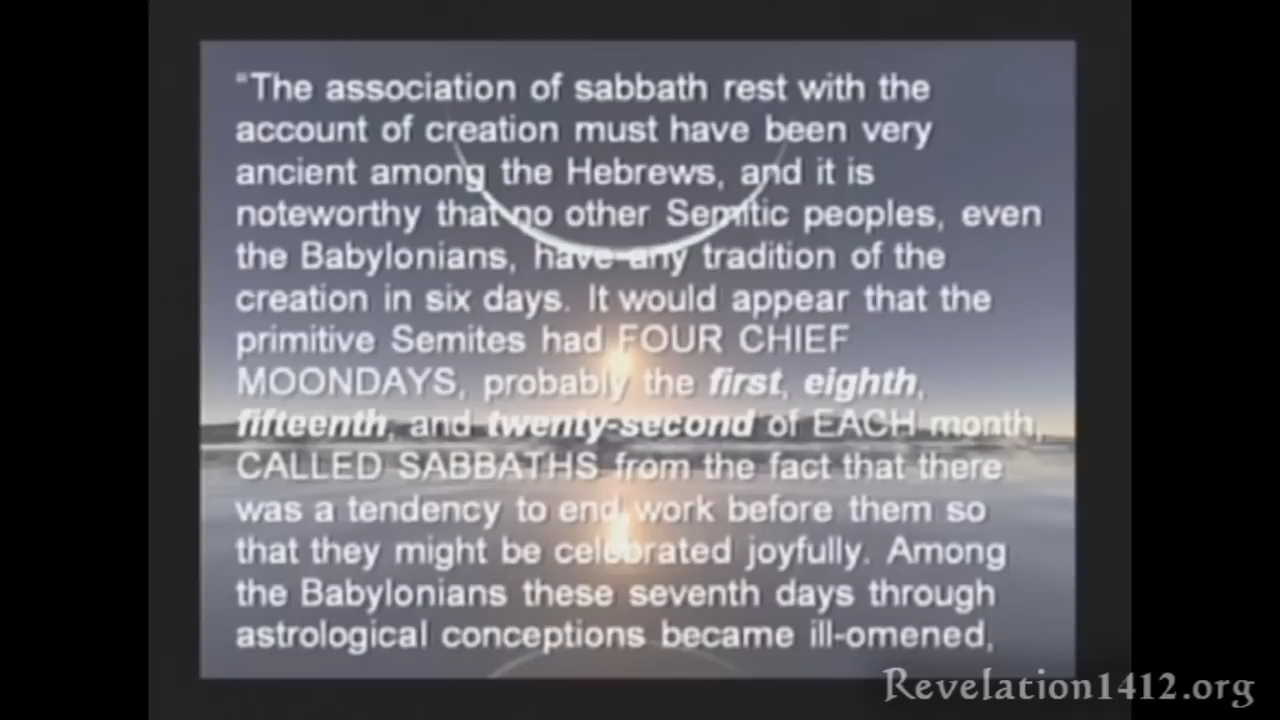 "The association of sabbath rest with the
account of creation must have been very
ancient among the Hebrews, and it is
noteworthy that no other Semitic peoples, even
the Babylonians, have any tradition of the
creation in six days. It would appear that the
primitive Semites had FOUR CHIEF
MOONDAYS, probably the first, eighth,
fifteenth, and twenty-second of EACH month,
CALLED SABBATHS from the fact that there
was a tendency to end work before them so
that they might be celebrated joyfully. Among
the Babylonians these seventh days through
astrological conceptions became ill-omened,
Revelation1412.org